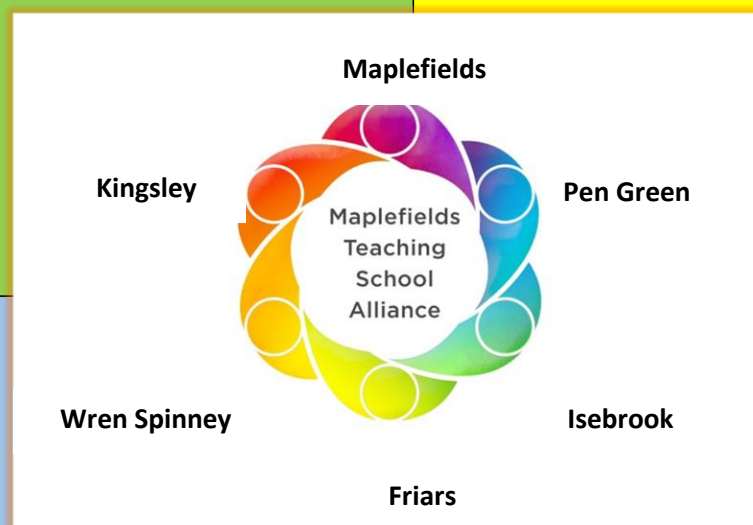 Maplefields
Kingsley
Pen Green
Maplefields
Teaching
School
Alliance
Wren Spinney
Isebrook
Friars